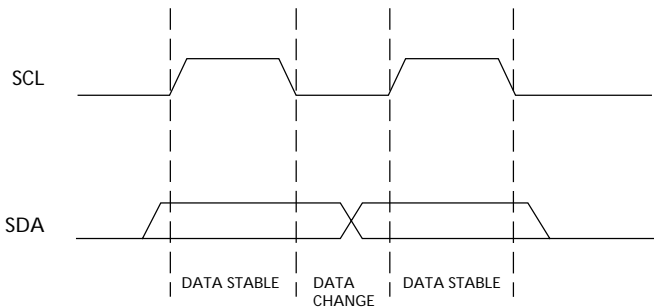 SCL
SDA
DATA STABLE
DATA
CHANGE
DATA STABLE